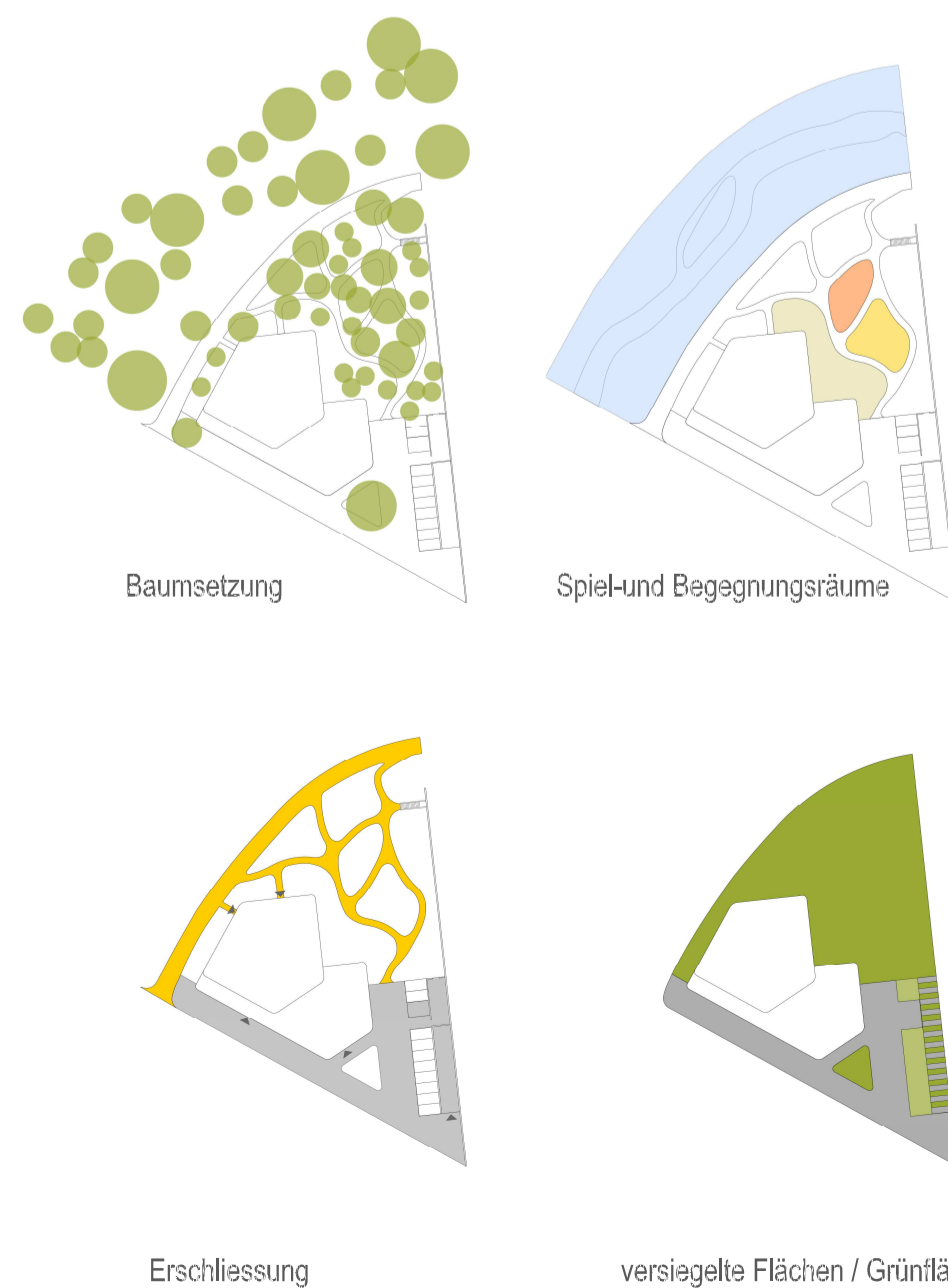 Baumsetzung
Spiel-und Begegnungsräume
Erschliessung
versiegelte Flächen / Grünflä